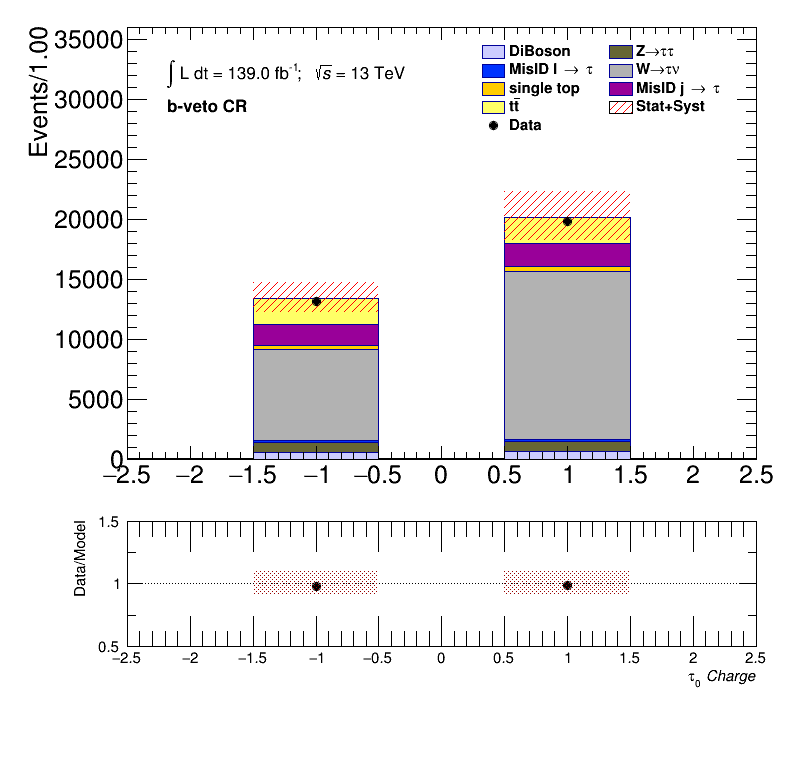 Events/1.00
35000
30000
25000
20000
15000
10000
5000
0
∫ L dt = 139.0 fb⁻¹; √s = 13 TeV
b-veto CR
DiBoson Z→ττ
MisID l → τ W→τν
single top MisID j → τ
tt̄ Stat+Syst
Data
−2.5 −2 −1.5 −1 −0.5 0 0.5 1 1.5 2 2.5
Data/Model
1.5
1
0.5
−2.5 −2 −1.5 −1 −0.5 0 0.5 1 1.5 2 2.5
τ₀ Charge